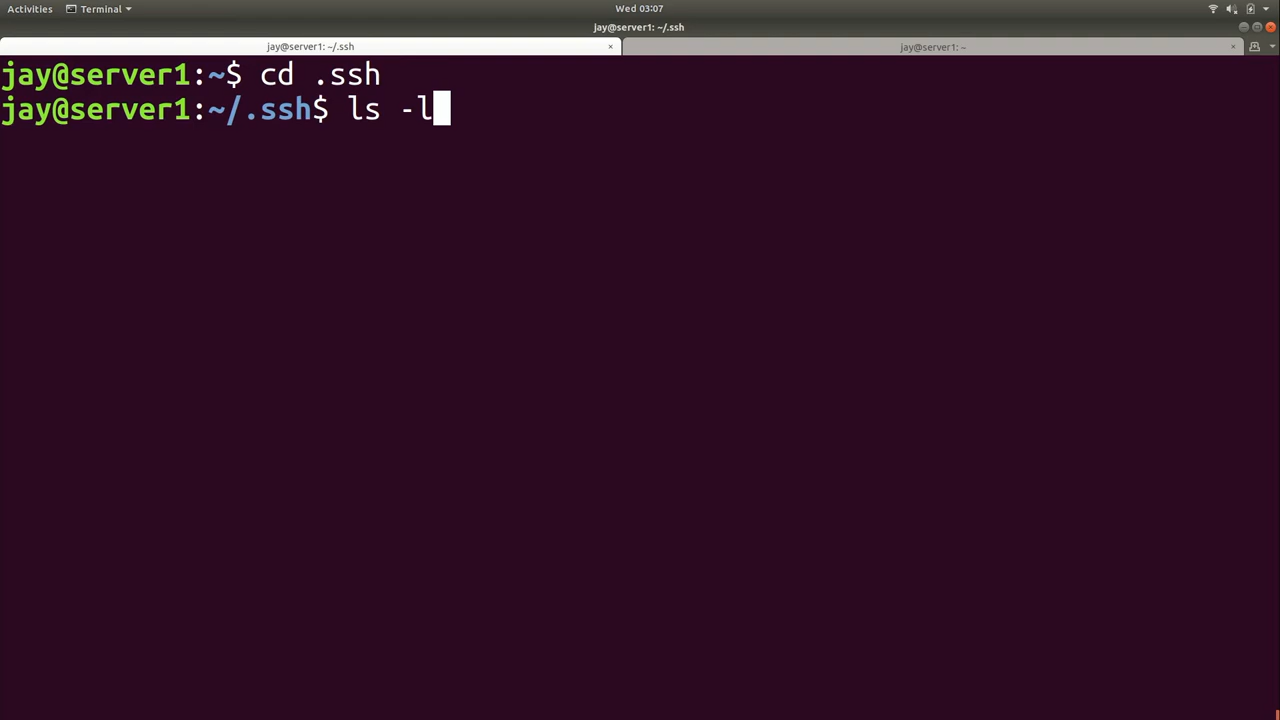 Activities Terminal Wed 03:07
jay@server1: ~/.ssh
jay@server1: ~/.ssh × jay@server1: ~ ×
jay@server1:~$ cd .ssh
jay@server1:~/.ssh$ ls -l